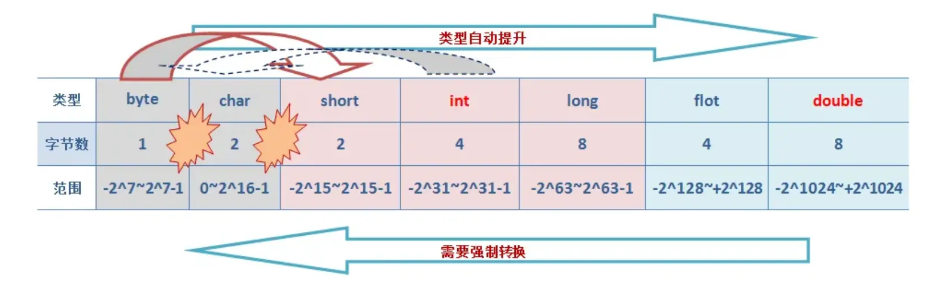 类型自动提升
类型 byte char short int long flot double
字节数 1 2 2 4 8 4 8
范围 -2^7~2^7-1 0~2^16-1 -2^15~2^15-1 -2^31~2^31-1 -2^63~2^63-1 -2^128~+2^128 -2^1024~+2^1024
需要强制转换